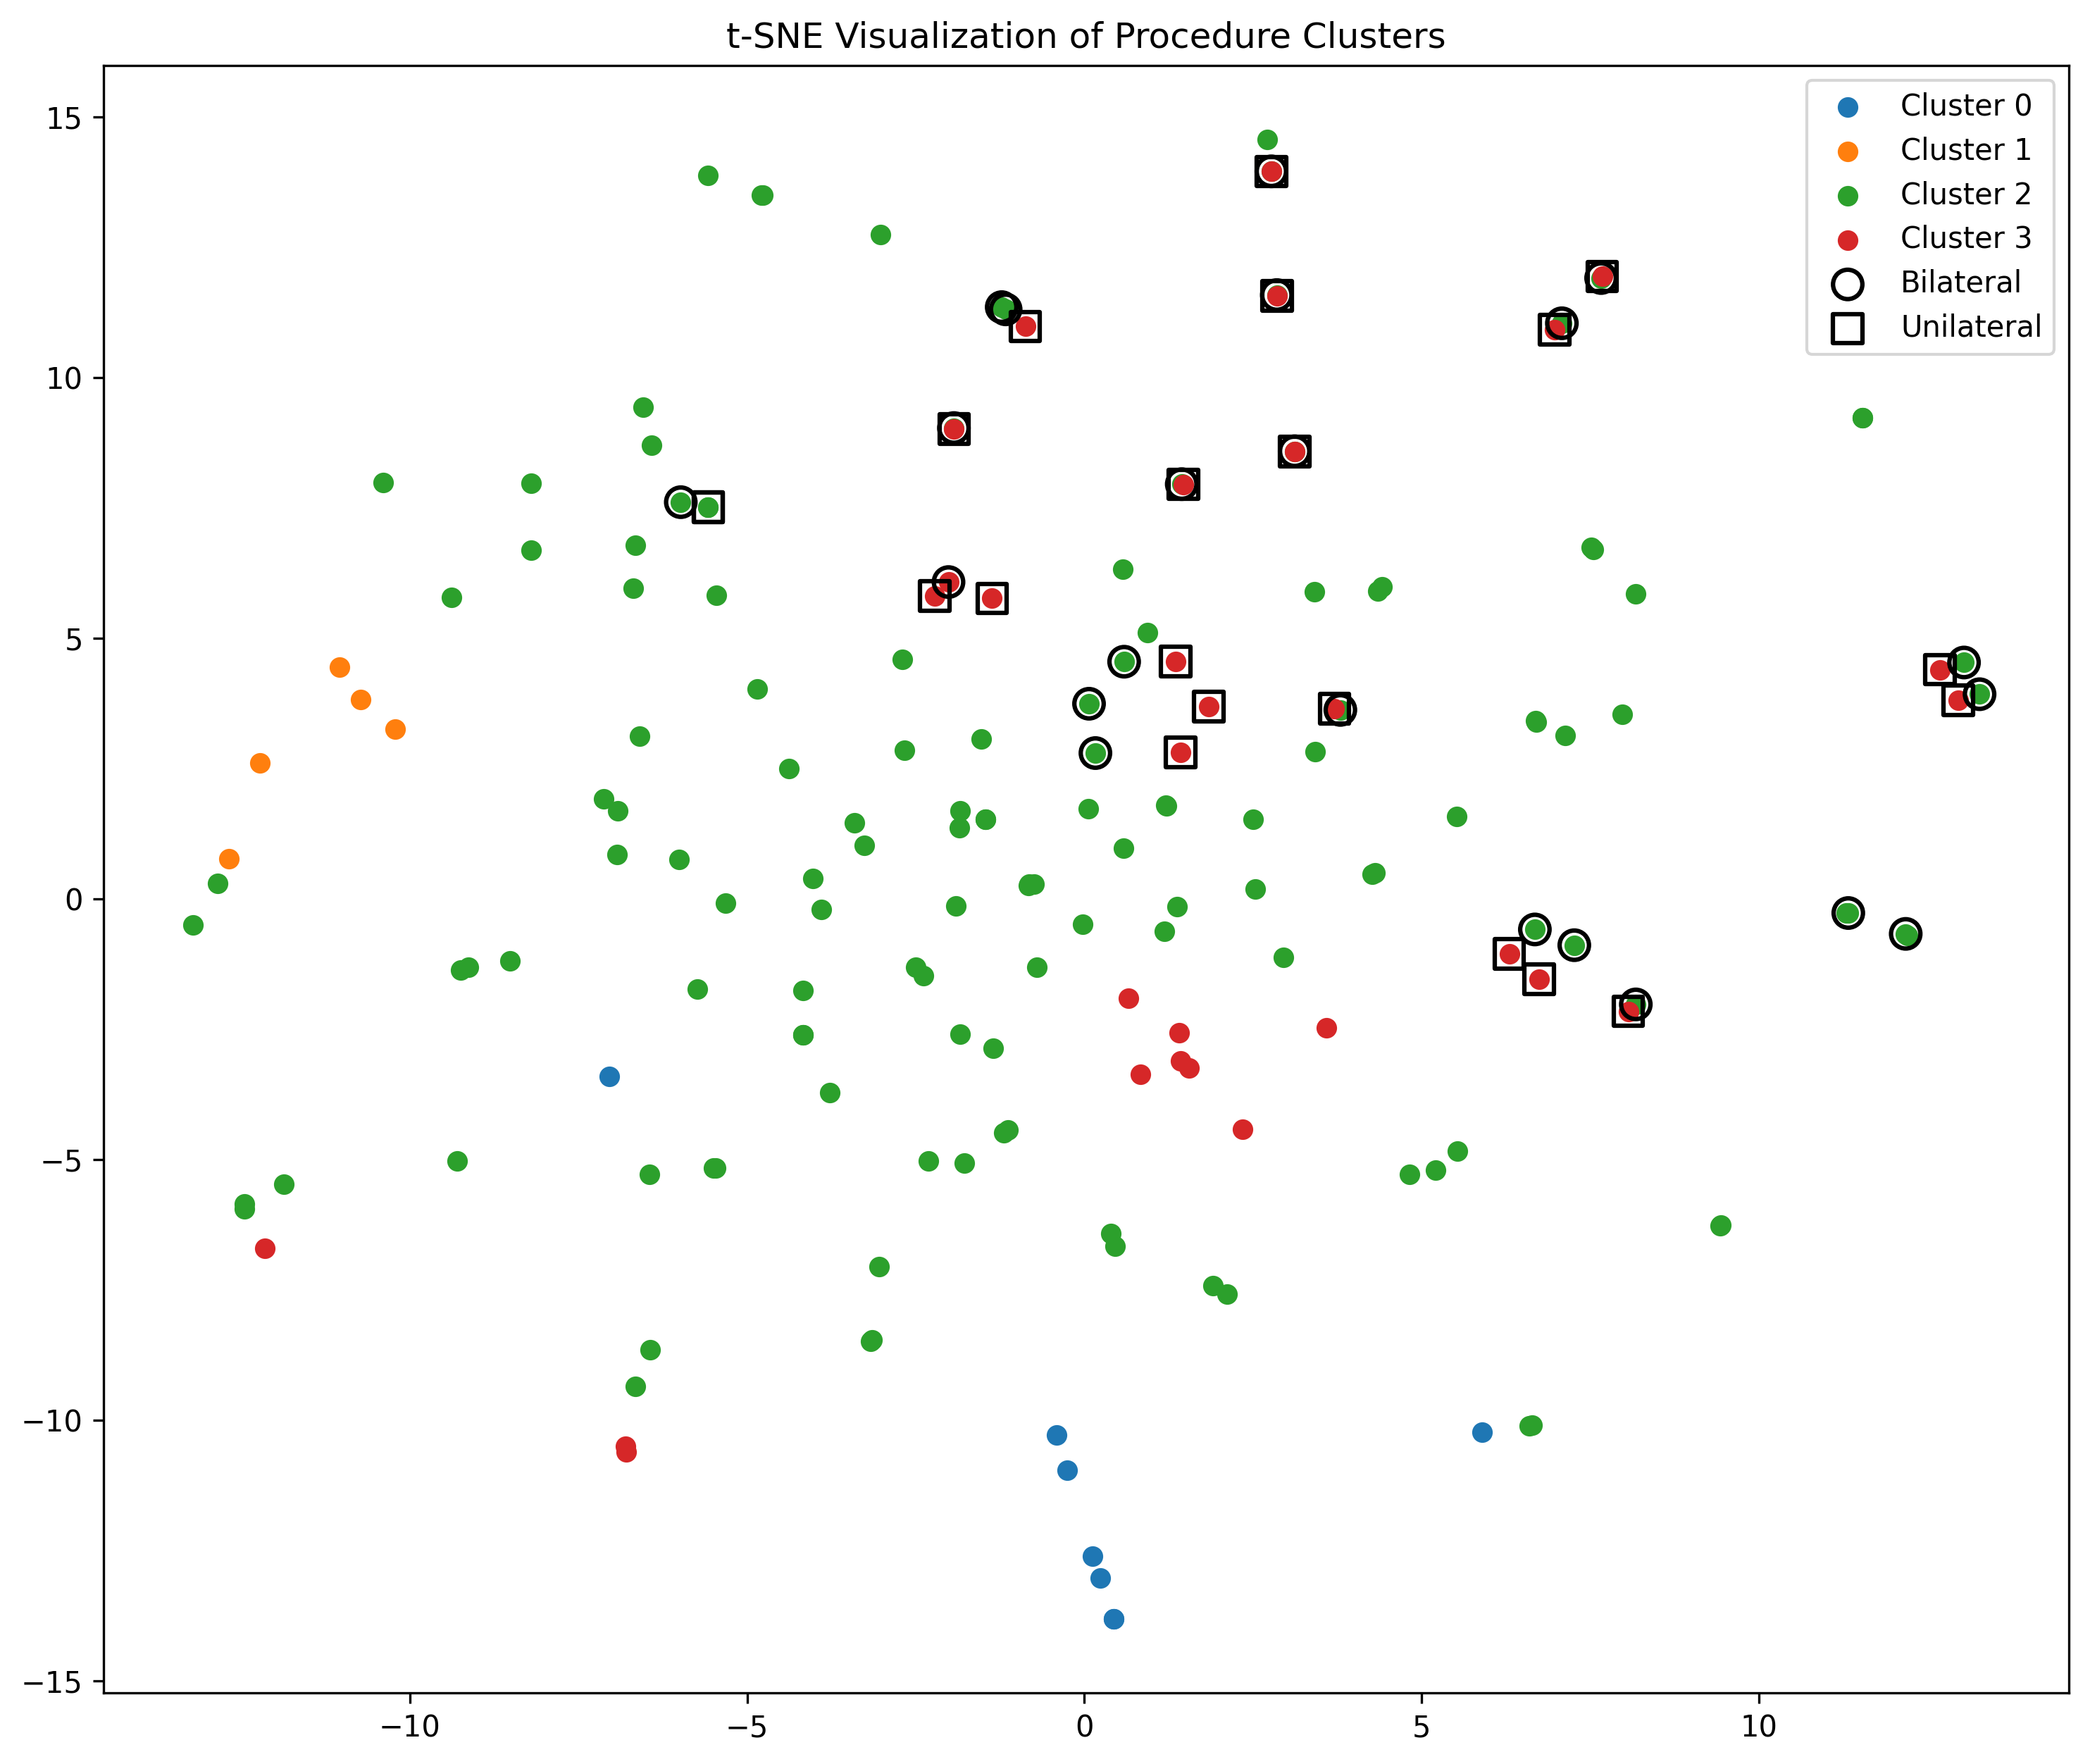 t-SNE Visualization of Procedure Clusters
15
10
5
0
−5
−10
−15
−10
−5
0
5
10
Cluster 0
Cluster 1
Cluster 2
Cluster 3
Bilateral
Unilateral